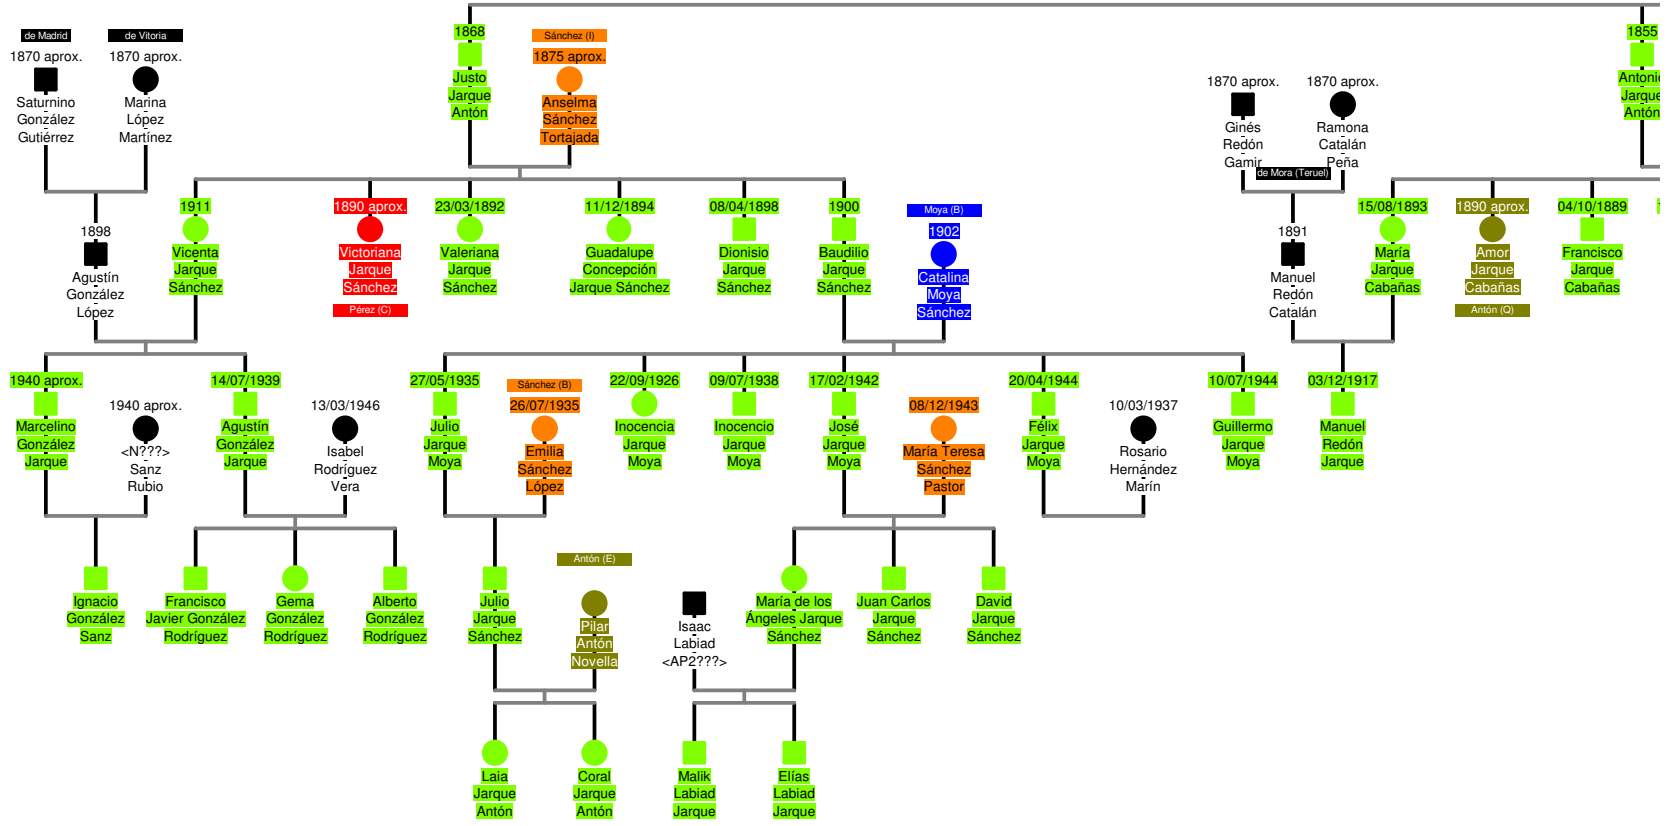 1868
Justo
Jarque
Antón
Sánchez (I)
1875 aprox.
Anselma
Sánchez
Tortajada
1855
Antonio
Jarque
Antón
de Madrid
1870 aprox.
Saturnino
González
Gutiérrez
de Vitoria
1870 aprox.
Marina
López
Martínez
1870 aprox.
Ginés
Redón
Gamir
1870 aprox.
Ramona
Catalán
Peña
de Mora (Teruel)
1898
Agustín
González
López
1911
Vicenta
Jarque
Sánchez
1890 aprox.
Victoriana
Jarque
Sánchez
Pérez (C)
23/03/1892
Valeriana
Jarque
Sánchez
11/12/1894
Guadalupe
Concepción
Jarque Sánchez
08/04/1898
Dionisio
Jarque
Sánchez
1900
Baudilio
Jarque
Sánchez
Moya (B)
1902
Catalina
Moya
Sánchez
1891
Manuel
Redón
Catalán
15/08/1893
María
Jarque
Cabañas
1890 aprox.
Amor
Jarque
Cabañas
Antón (Q)
04/10/1889
Francisco
Jarque
Cabañas
1940 aprox.
Marcelino
González
Jarque
1940 aprox.
<N???>
Sanz
Rubio
14/07/1939
Agustín
González
Jarque
13/03/1946
Isabel
Rodríguez
Vera
27/05/1935
Julio
Jarque
Moya
Sánchez (B)
26/07/1935
Emilia
Sánchez
López
22/09/1926
Inocencia
Jarque
Moya
09/07/1938
Inocencio
Jarque
Moya
17/02/1942
José
Jarque
Moya
08/12/1943
María Teresa
Sánchez
Pastor
20/04/1944
Félix
Jarque
Moya
10/03/1937
Rosario
Hernández
Marín
10/07/1944
Guillermo
Jarque
Moya
03/12/1917
Manuel
Redón
Jarque
Ignacio
González
Sanz
Francisco
Javier González
Rodríguez
Gema
González
Rodríguez
Alberto
González
Rodríguez
Julio
Jarque
Sánchez
Antón (E)
Pilar
Antón
Novella
Isaac
Labiad
<AP2???>
María de los
Ángeles Jarque
Sánchez
Juan Carlos
Jarque
Sánchez
David
Jarque
Sánchez
Laia
Jarque
Antón
Coral
Jarque
Antón
Malik
Labiad
Jarque
Elías
Labiad
Jarque